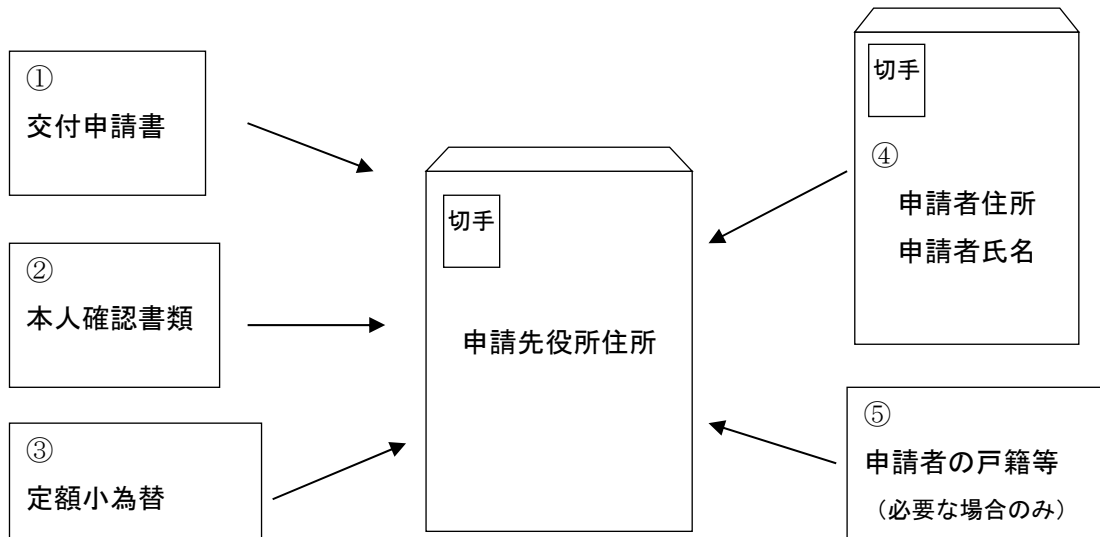 ①
交付申請書
②
本人確認書類
③
定額小為替
切手
申請先役所住所
切手
④
申請者住所
申請者氏名
⑤
申請者の戸籍等
（必要な場合のみ）